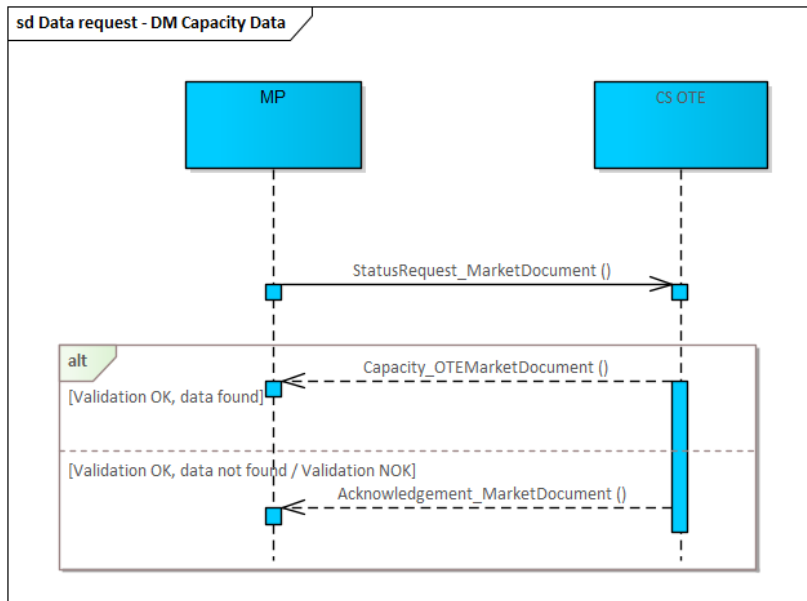 sd Data request - DM Capacity Data
MP
CS OTE
StatusRequest_MarketDocument ()
alt
Capacity_OTEMarketDocument ()
[Validation OK, data found]
[Validation OK, data not found / Validation NOK]
Acknowledgement_MarketDocument ()